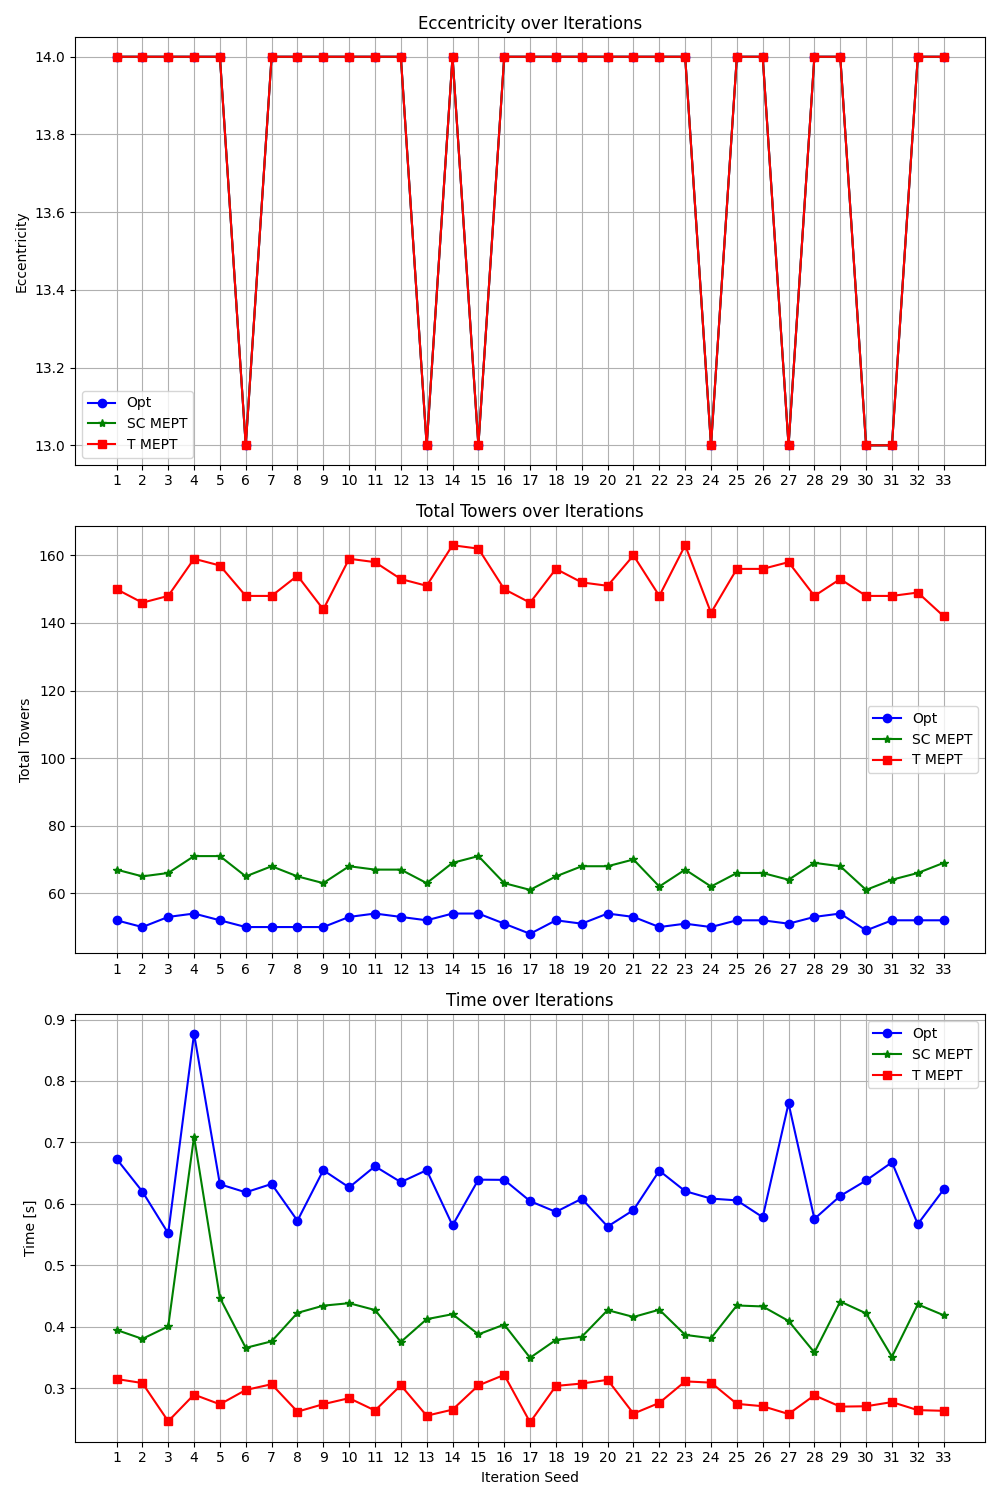 Eccentricity over Iterations
14.0
13.8
13.6
13.4
13.2
13.0
Eccentricity
Opt
SC MEPT
T MEPT
1 2 3 4 5 6 7 8 9 10 11 12 13 14 15 16 17 18 19 20 21 22 23 24 25 26 27 28 29 30 31 32 33
Total Towers over Iterations
160
140
120
100
80
60
Total Towers
Opt
SC MEPT
T MEPT
1 2 3 4 5 6 7 8 9 10 11 12 13 14 15 16 17 18 19 20 21 22 23 24 25 26 27 28 29 30 31 32 33
Time over Iterations
0.9
0.8
0.7
0.6
0.5
0.4
0.3
Time [s]
Opt
SC MEPT
T MEPT
1 2 3 4 5 6 7 8 9 10 11 12 13 14 15 16 17 18 19 20 21 22 23 24 25 26 27 28 29 30 31 32 33
Iteration Seed